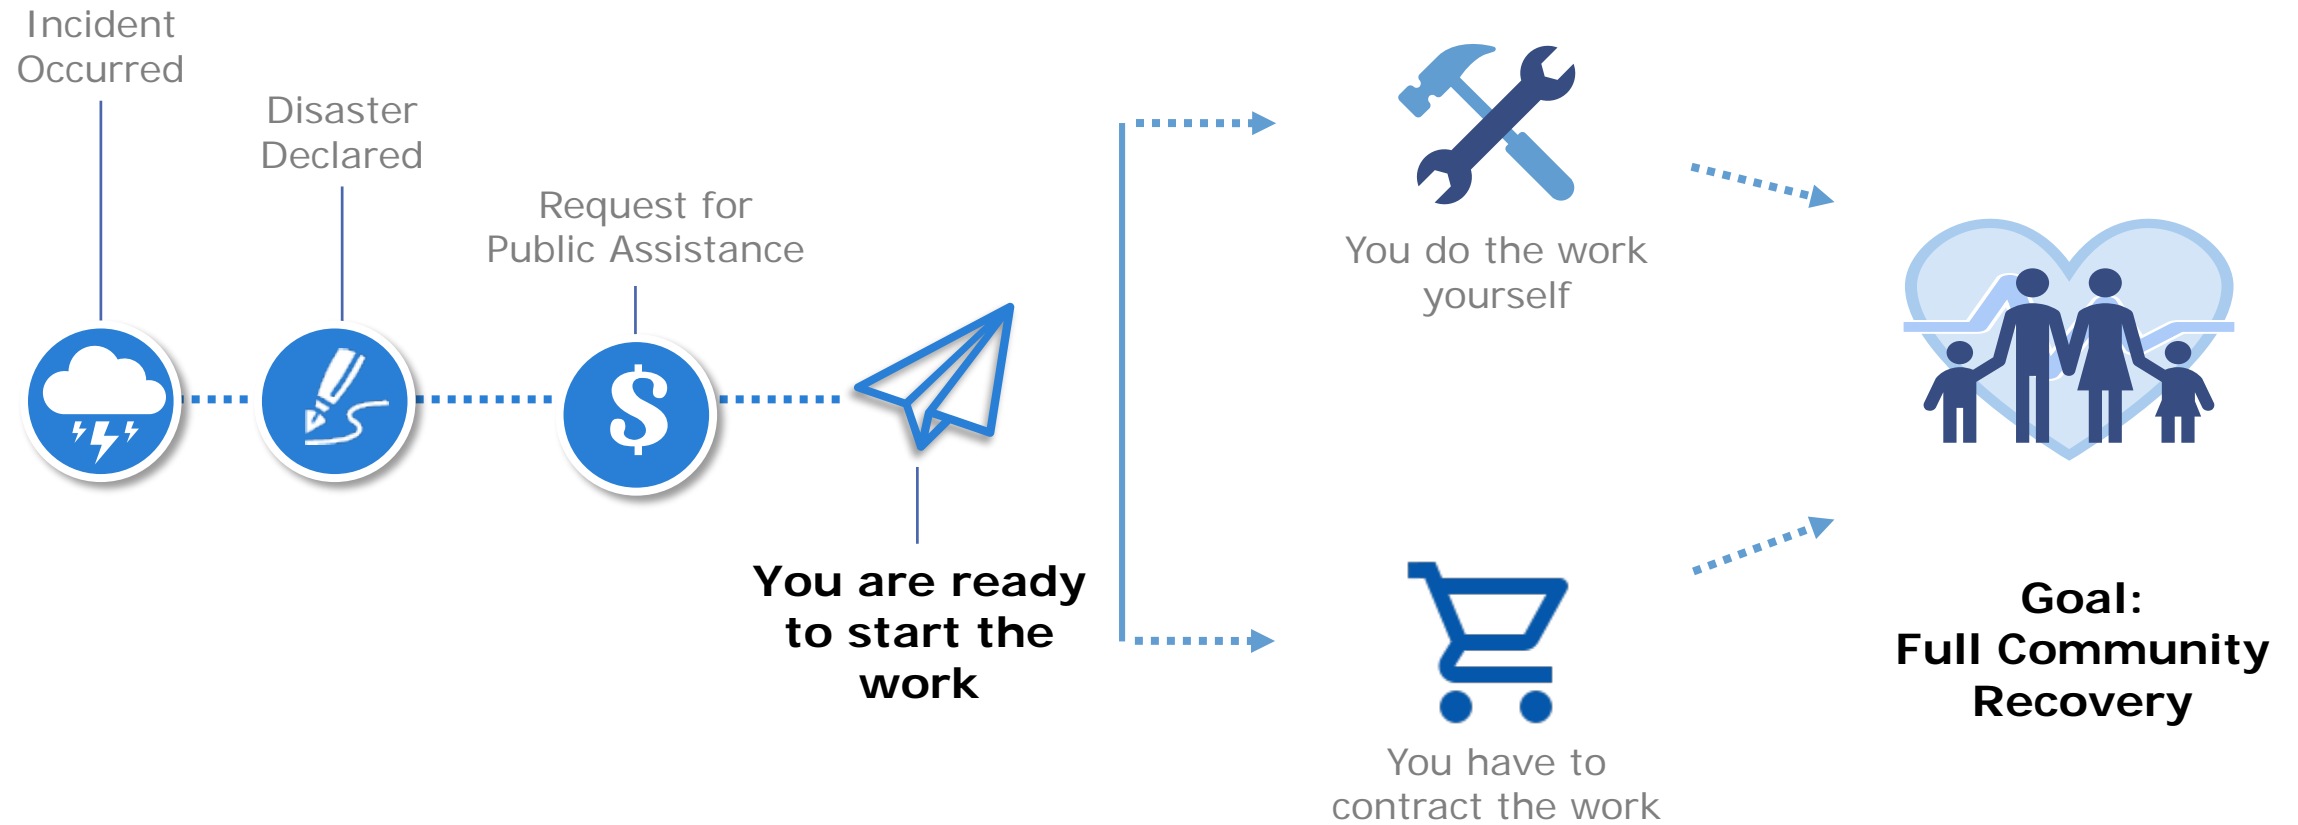 Incident
Occurred
Disaster
Declared
Request for
Public Assistance
$
You are ready
to start the
work
You do the work
yourself
You have to
contract the work
Goal:
Full Community
Recovery